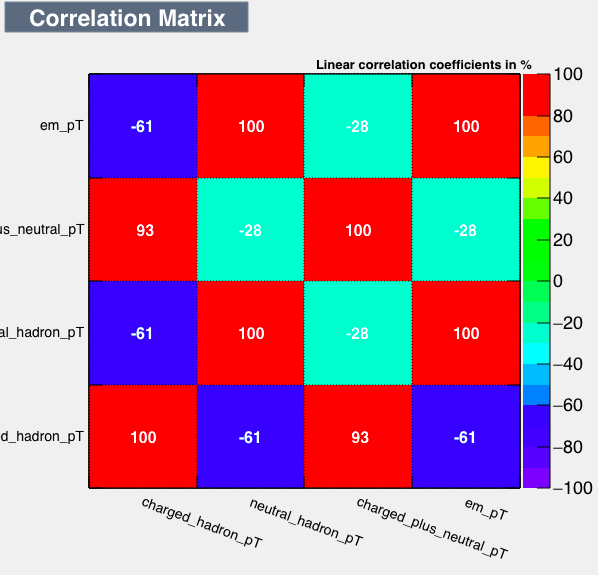 Correlation Matrix
Linear correlation coefficients in %
em_pT -61 100 -28 100
us_neutral_pT 93 -28 100 -28
al_hadron_pT -61 100 -28 100
ed_hadron_pT 100 -61 93 -61
charged_hadron_pT neutral_hadron_pT charged_plus_neutral_pT em_pT
100
80
60
40
20
0
−20
−40
−60
−80
−100